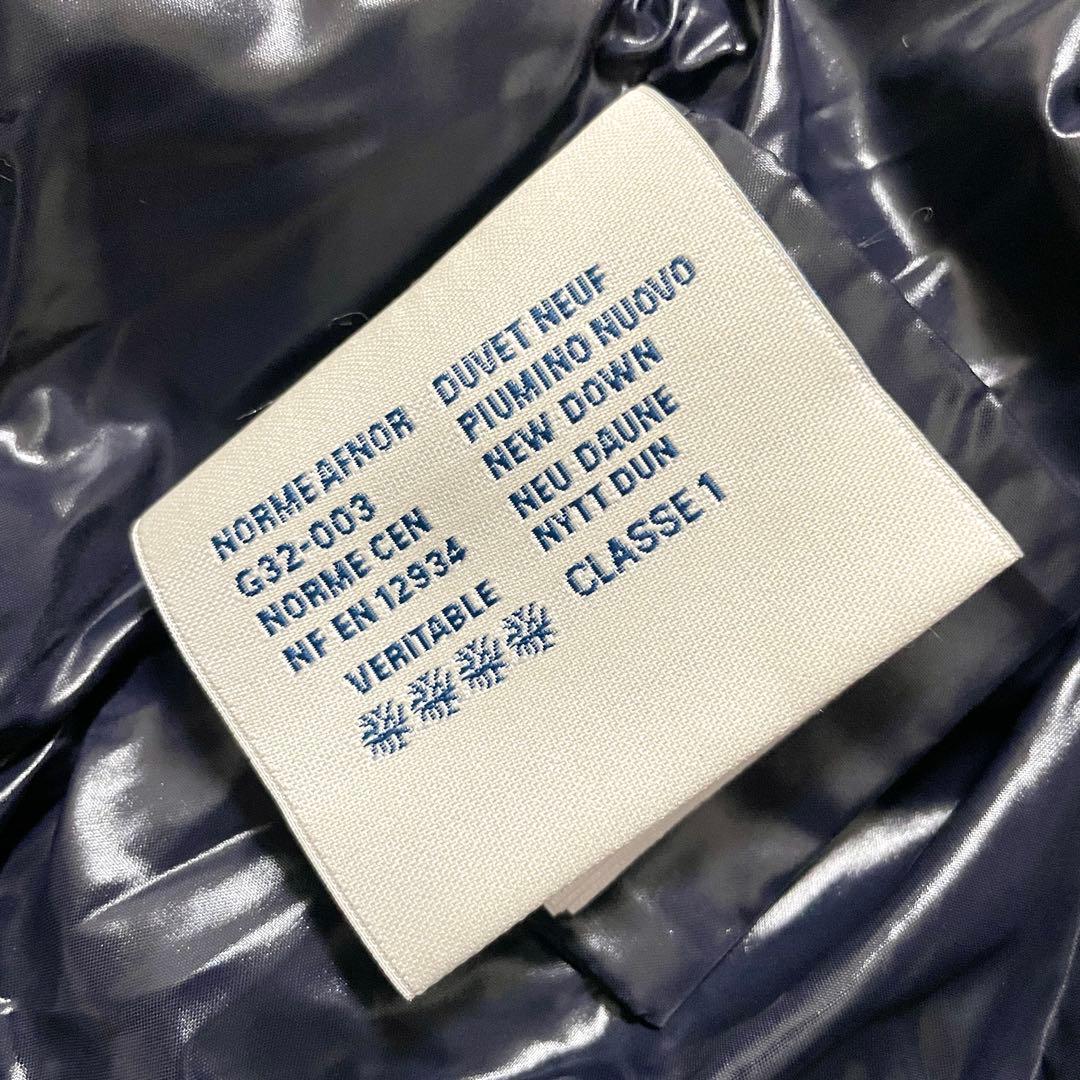 NORME AFNOR
G32-003
NORME CEN
NF EN 12934
VERITABLE
DUVET NEUF
PIUMINO NUOVO
NEW DOWN
NEU DAUNE
NYTT DUN
CLASSE 1